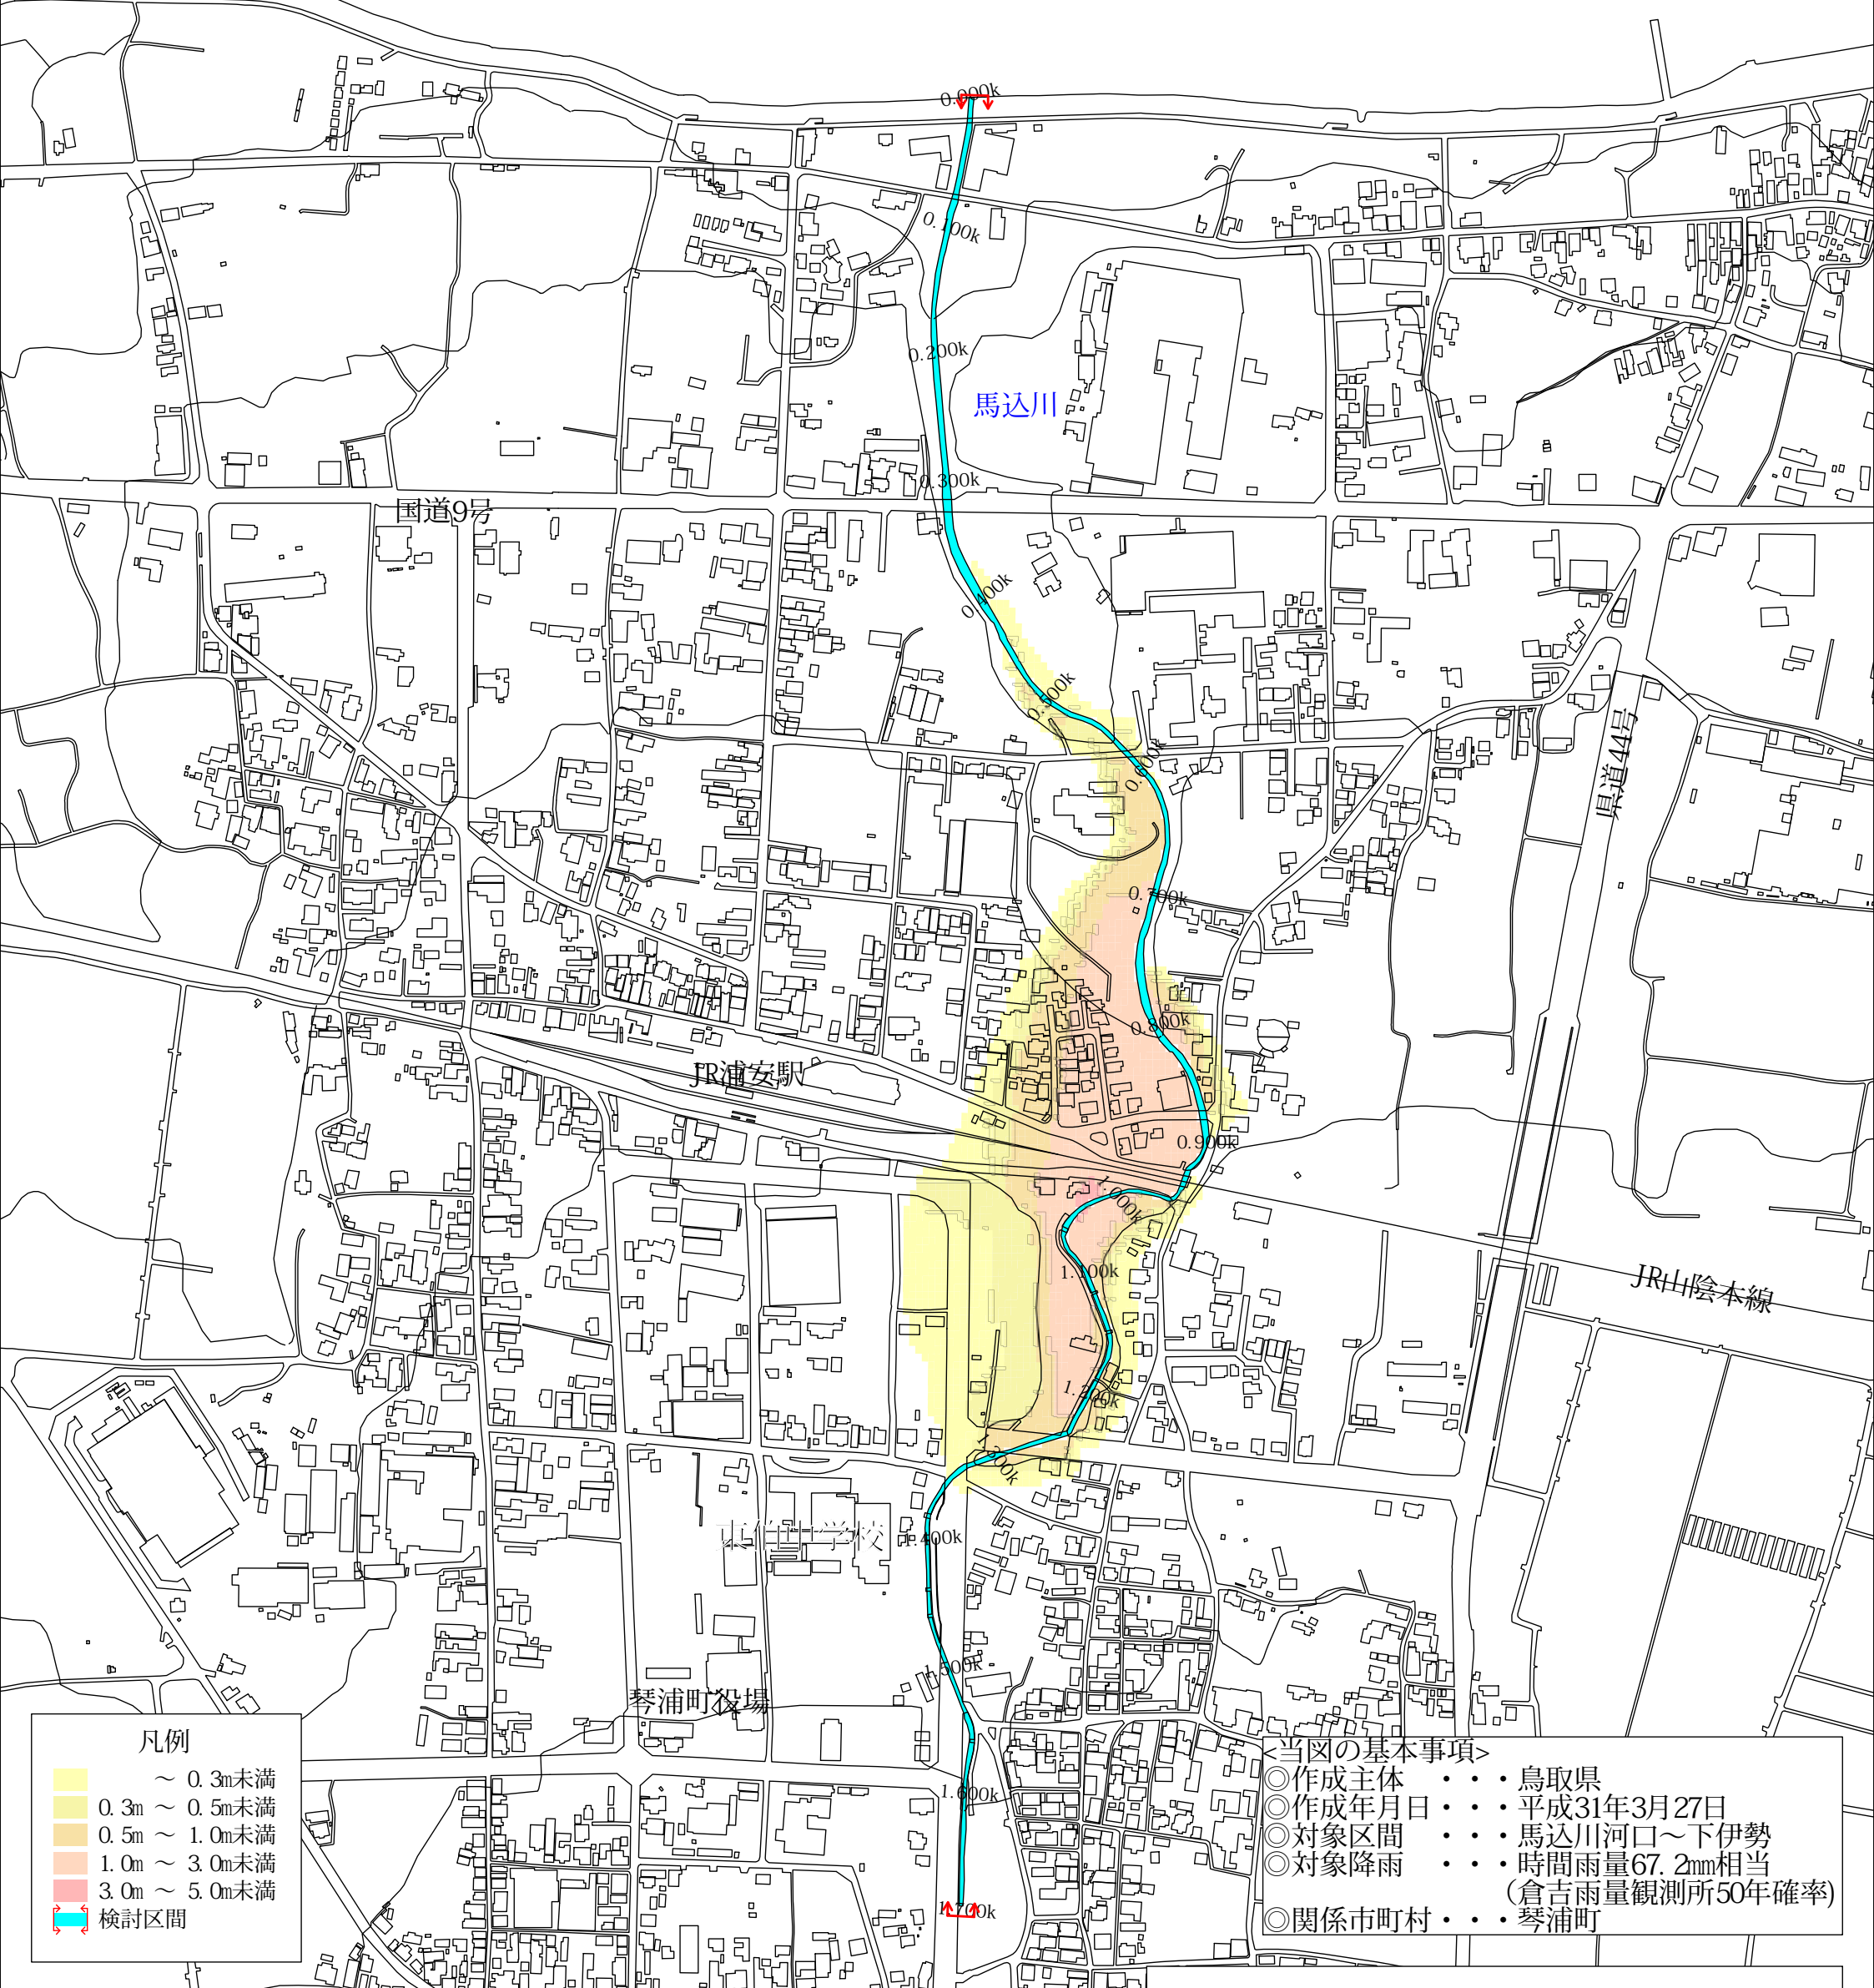 0.000k
0.100k
0.200k
馬込川
0.300k
国道9号
0.400k
0.500k
0.600k
県道44号
0.700k
0.800k
JR浦安駅
0.900k
1.000k
1.100k
JR山陰本線
1.200k
1.300k
東伯中学校
1.400k
1.500k
琴浦町役場
1.600k
1.700k
凡例
～ 0.3m未満
0.3m ～ 0.5m未満
0.5m ～ 1.0m未満
1.0m ～ 3.0m未満
3.0m ～ 5.0m未満
検討区間
<当図の基本事項>
◎作成主体 ・・・鳥取県
◎作成年月日・・・平成31年3月27日
◎対象区間 ・・・馬込川河口～下伊勢
◎対象降雨 ・・・時間雨量67.2mm相当
(倉吉雨量観測所50年確率)
◎関係市町村・・・琴浦町